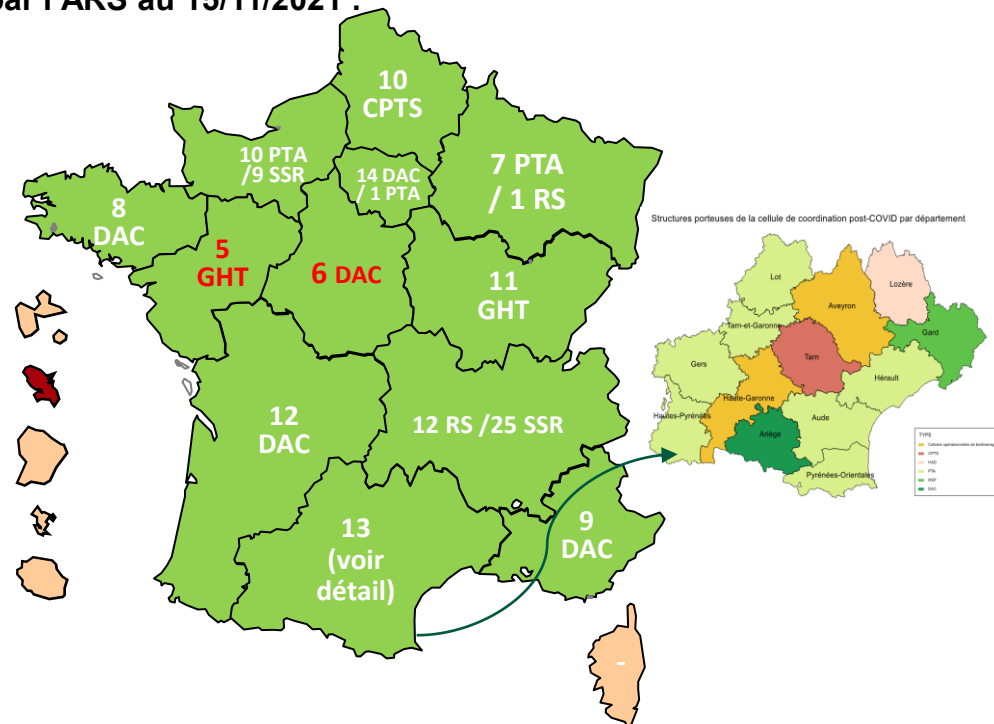 par l'ARS au 15/11/2021 :
10
CPTS
10 PTA
/9 SSR
14 DAC
/ 1 PTA
7 PTA
/ 1 RS
8
DAC
5
GHT
6 DAC
11
GHT
12
DAC
12 RS /25 SSR
13
(voir
détail)
9
DAC
-
Structures porteuses de la cellule de coordination post-COVID par département
Lot
Aveyron
Lozère
Tarn-et-Garonne
Gard
Tarn
Gers
Hérault
Haute-Garonne
Hautes-Pyrénées
Aude
Ariège
Pyrénées-Orientales
TYPE
CPTS
HAD
PTA
RSP
DAC